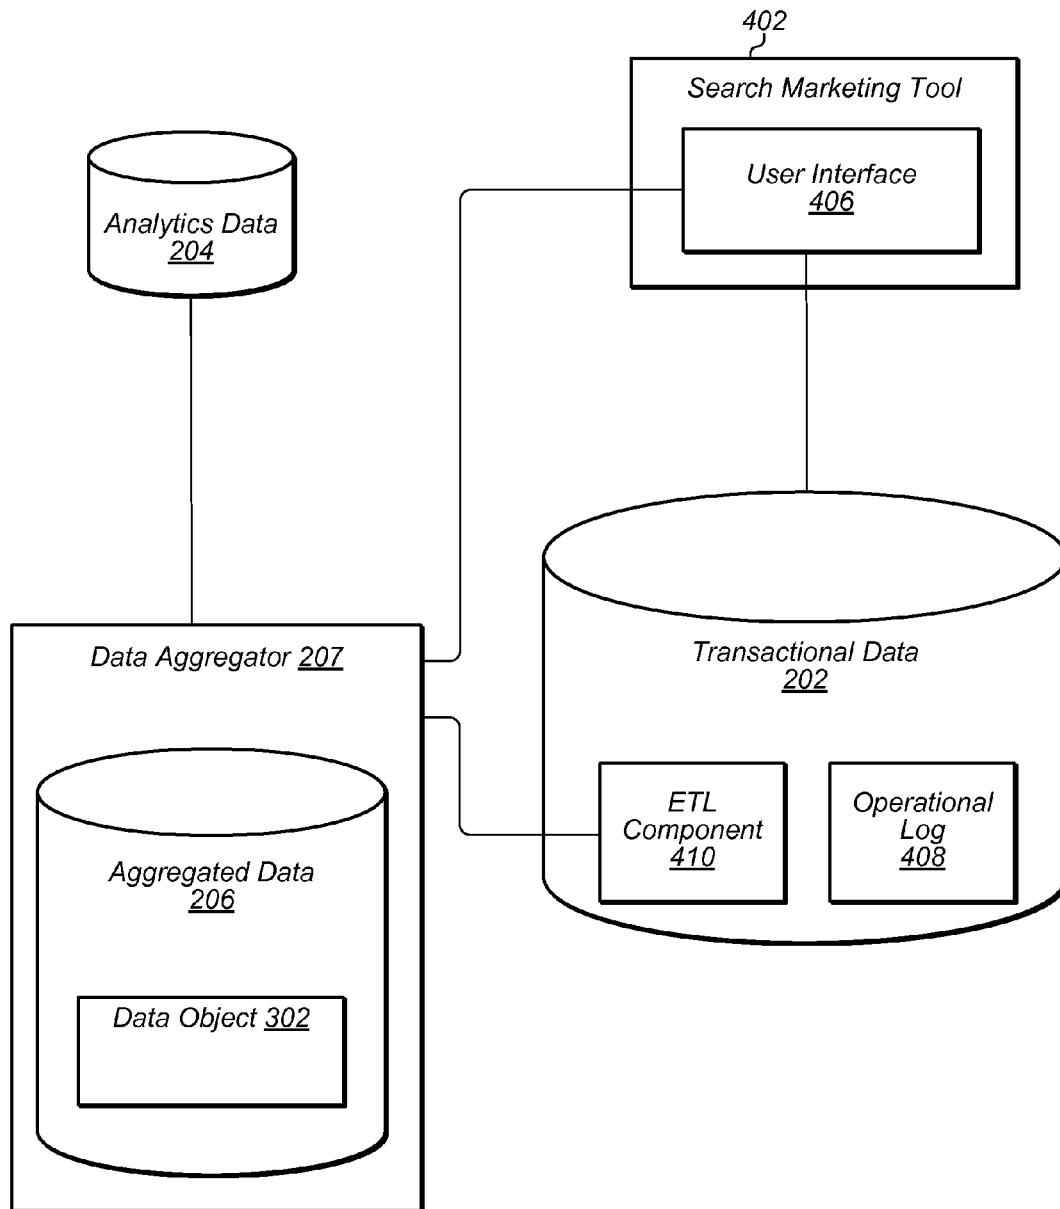 402
Search Marketing Tool
User Interface
406
Analytics Data
204
Data Aggregator 207
Transactional Data
202
ETL
Component
410
Operational
Log
408
Aggregated Data
206
Data Object 302